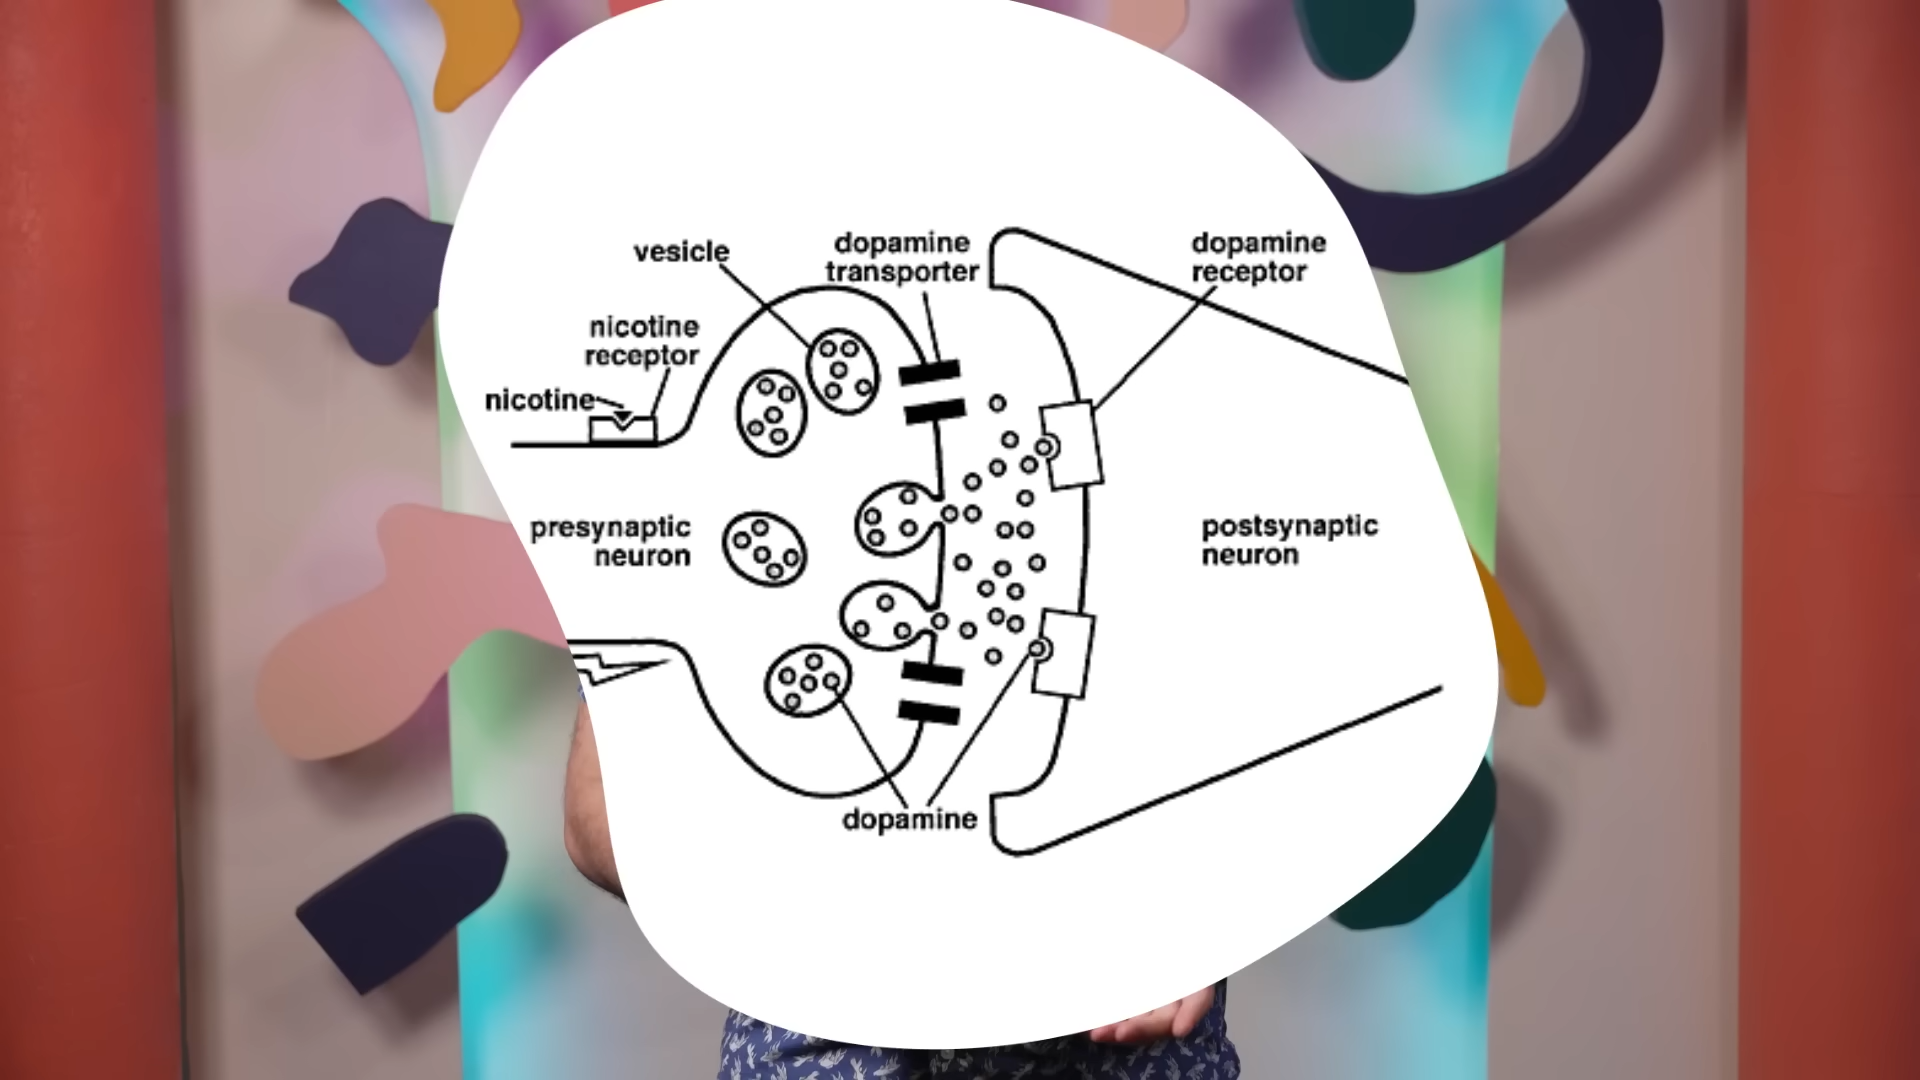 vesicle
dopamine
transporter
dopamine
receptor
nicotine
receptor
nicotine
presynaptic
neuron
postsynaptic
neuron
dopamine